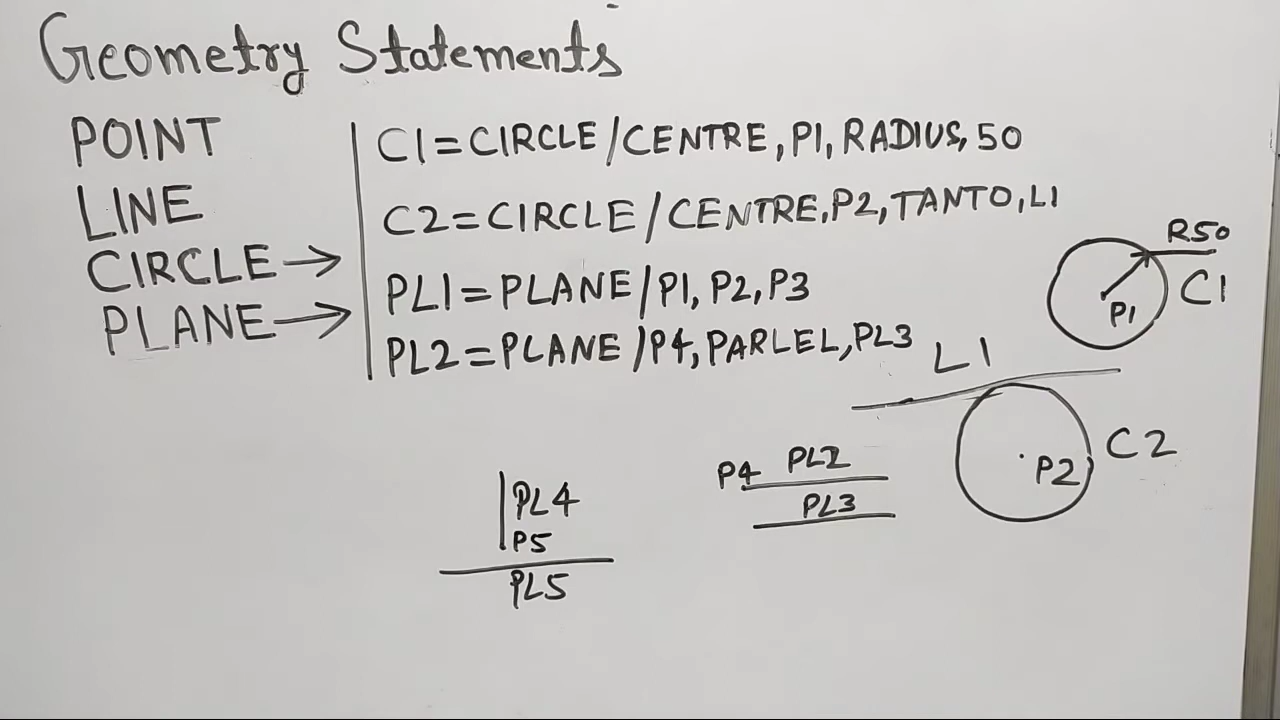 Geometry Statements
POINT
LINE
CIRCLE →
PLANE →
C1=CIRCLE/CENTRE,P1,RADIUS,50
C2=CIRCLE/CENTRE,P2,TANTO,L1
PL1=PLANE/P1,P2,P3
PL2=PLANE/P4,PARLEL,PL3
R50
C1
P1
L1
C2
P2
P4 PL2
PL3
PL4
P5
PL5